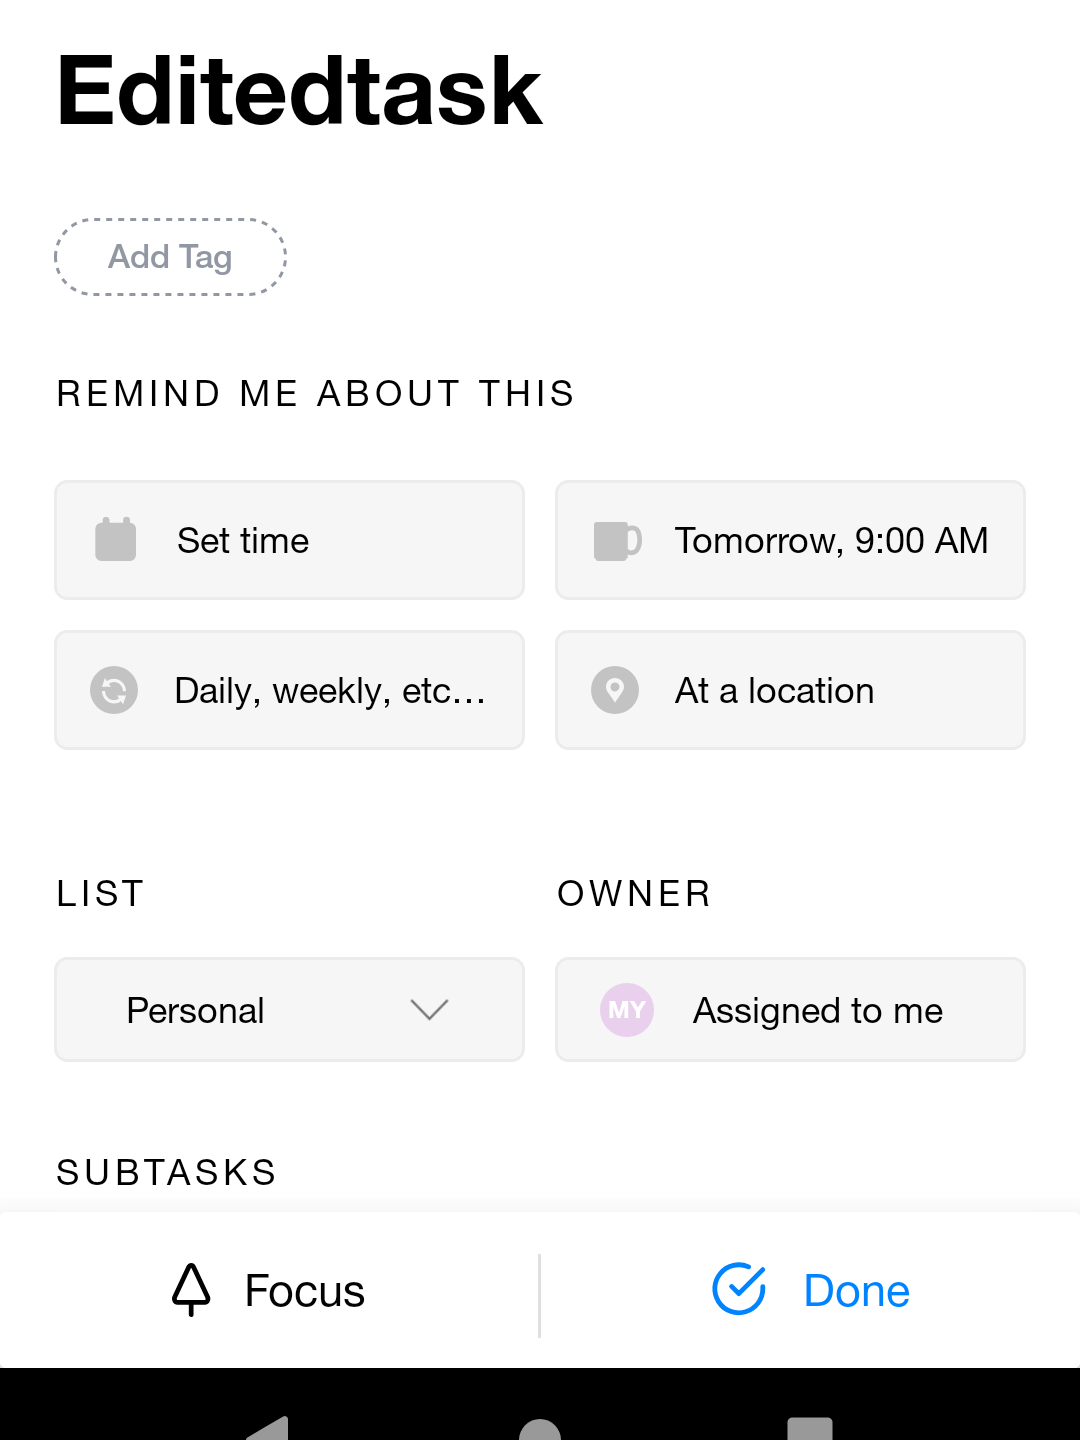 Editedtask
Add Tag
REMIND ME ABOUT THIS
Set time
Tomorrow, 9:00 AM
Daily, weekly, etc...
At a location
LIST
OWNER
Personal
MY
Assigned to me
SUBTASKS
Focus
Done